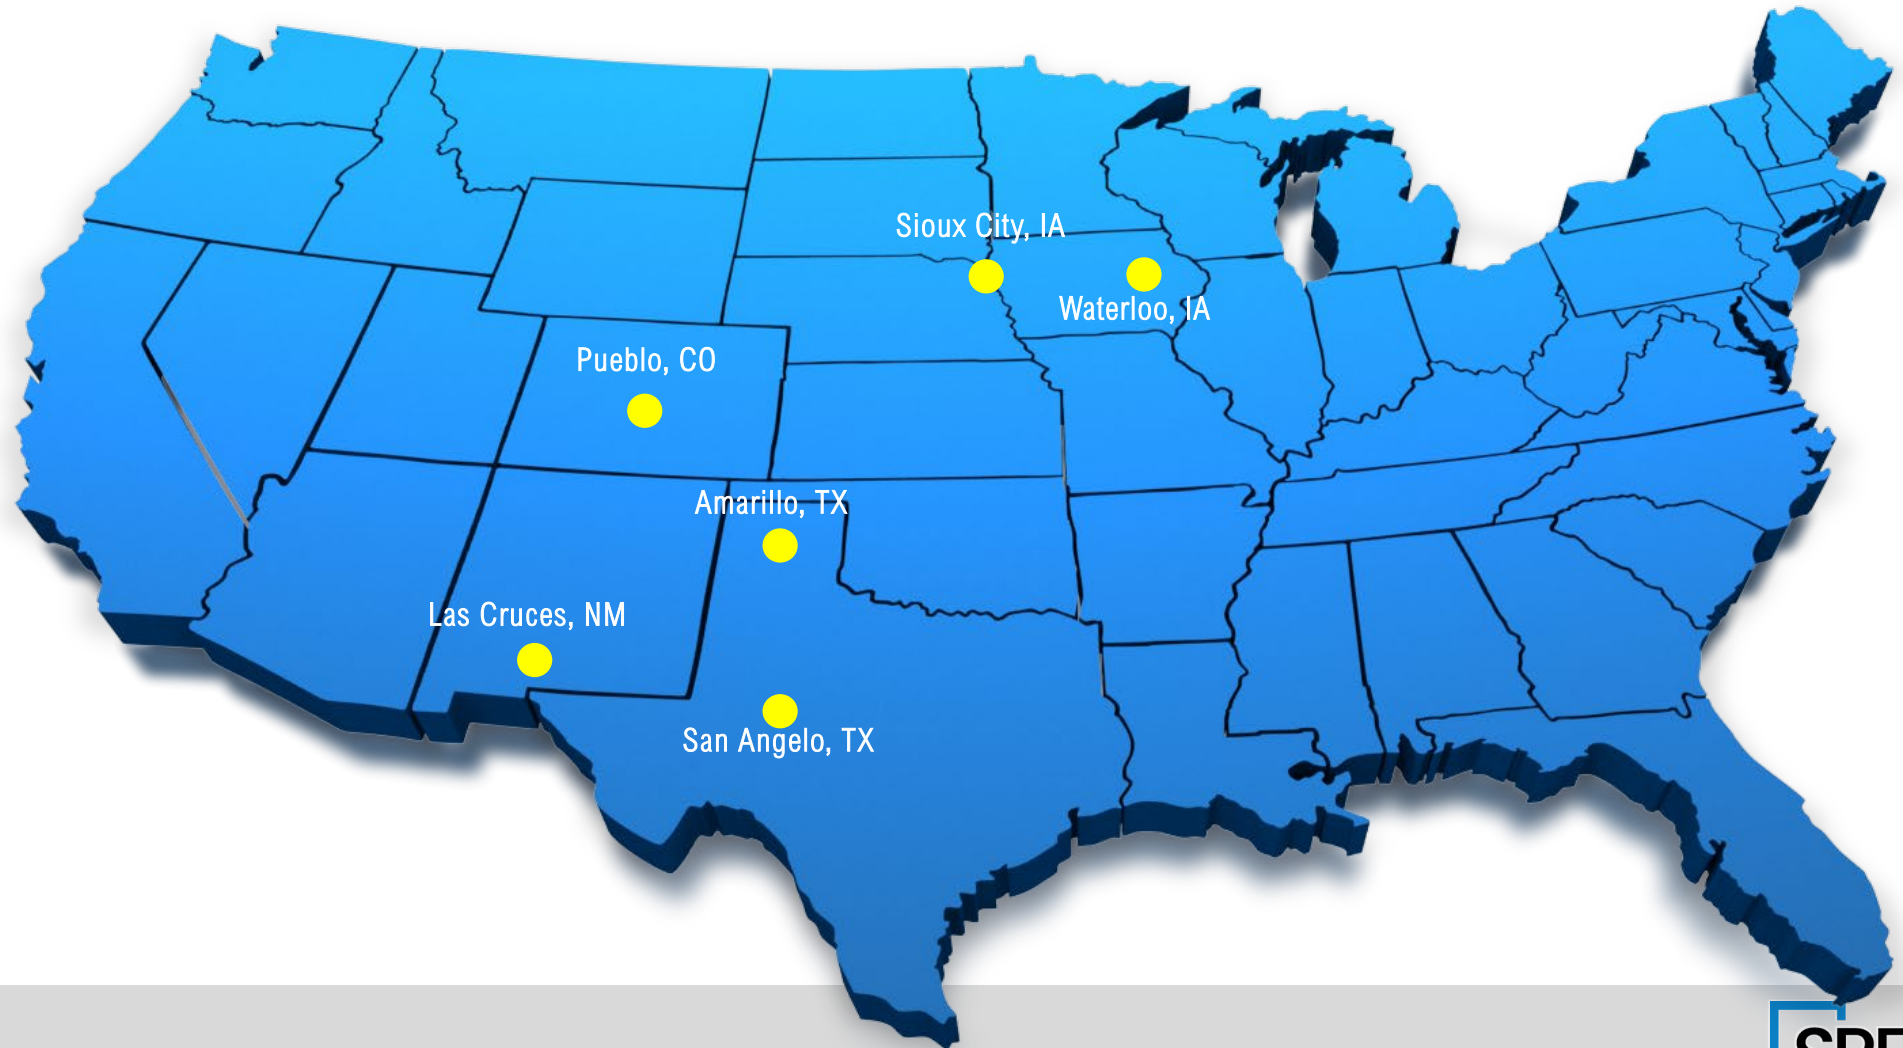 Sioux City, IA
Waterloo, IA
Pueblo, CO
Amarillo, TX
Las Cruces, NM
San Angelo, TX